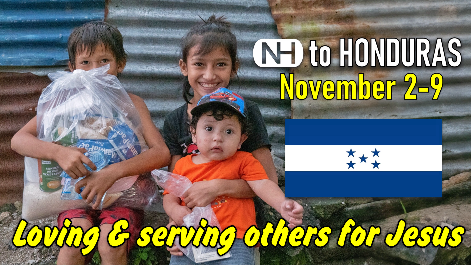 NH to HONDURAS
November 2-9
Loving & serving others for Jesus